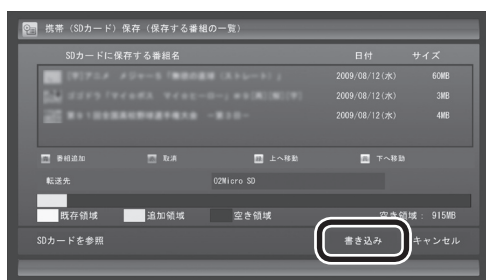 携帯（SDカード）保存（保存する番組の一覧）
SDカードに保存する番組名 日付 サイズ
2009/08/12(水) 60MB
2009/08/12(水) 3MB
2009/08/12(水) 4MB
番組追加 取消 上へ移動 下へ移動
転送先 O2Micro SD
既存領域 追加領域 空き領域 空き領域： 915MB
SDカードを参照 書き込み キャンセル